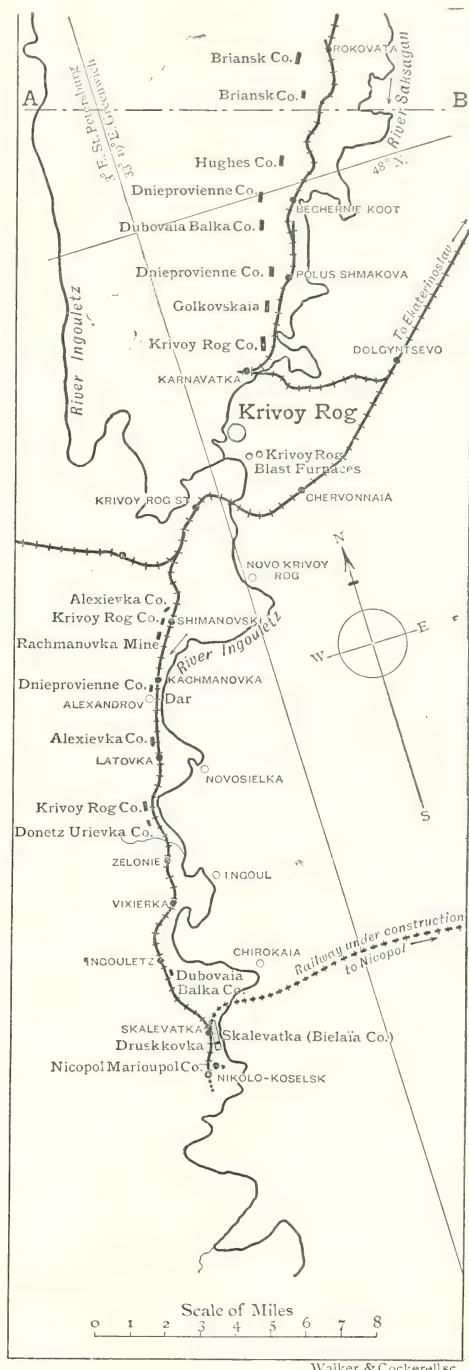 ROKOVATA
Briansk Co.
Briansk Co.
A
B
3° E. St. Petersburg
33° 19' E. Greenwich
River Saksagan
48° N.
Hughes Co.
Dnieprovienne Co.
BECHERNIE KOOT
Dubovaia Balka Co.
Dnieprovienne Co.
POLUS SHMAKOVA
Golkovskaia
To Ekaterinoslav
River Ingouletz
Krivoy Rog Co.
DOLGYNTSEVO
KARNAVATKA
Krivoy Rog
Krivoy Rog
Blast Furnaces
KRIVOY ROG ST.
CHERVONNAIA
NOVO KRIVOY
ROG
N
W
E
S
Alexievka Co.
Krivoy Rog Co.
SHIMANOVSKI
Rachmanovka Mine
River Ingouletz
KACHMANOVKA
Dnieprovienne Co.
ALEXANDROV
Dar
Alexievka Co.
LATOVKA
NOVOSIELKA
Krivoy Rog Co.
Donetz Urievka Co.
ZELONIE
INGOUL
VIXIERKA
CHIROKAIA
Railway under construction
to Nicopol
INGOULETZ
Dubovaia
Balka Co.
SKALEVATKA
Skalevatka (Bielaïa Co.)
Druskkovka
Nicopol Marioupol Co.
NIKOLO-KOSELSK
Scale of Miles
0 1 2 3 4 5 6 7 8
Walker & Cockerell sc.